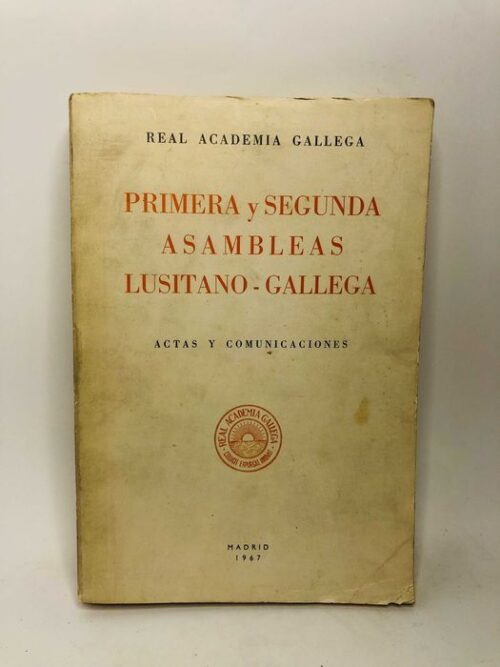 REAL ACADEMIA GALLEGA
PRIMERA y SEGUNDA
ASAMBLEAS
LUSITANO-GALLEGA
ACTAS Y COMUNICACIONES
REAL ACADEMIA GALLEGA
MADRID
1967